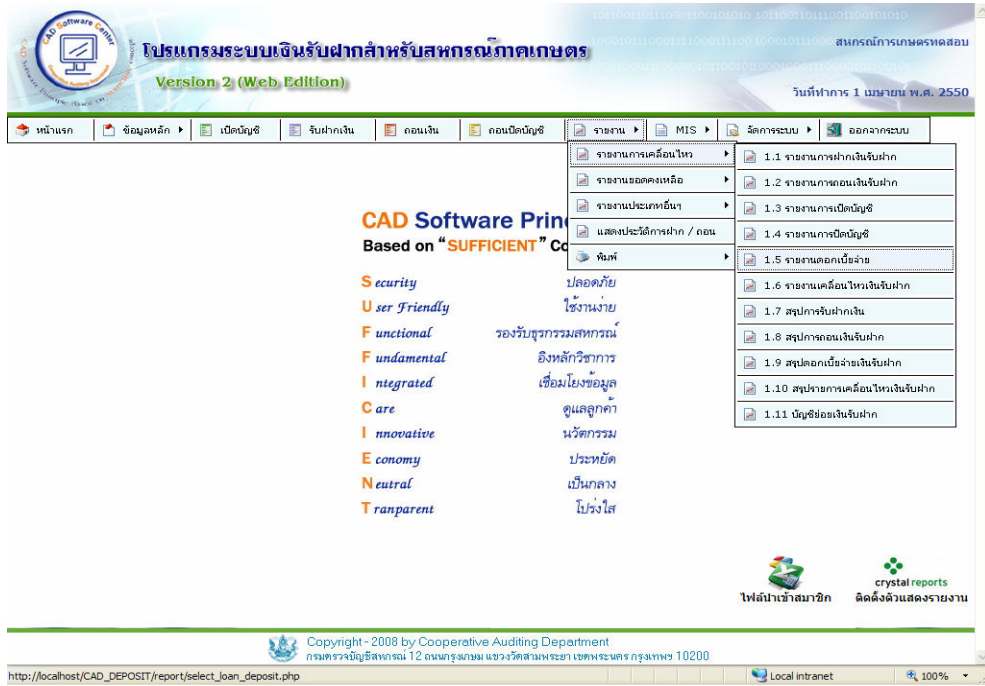 CAD Software Center
โปรแกรมระบบเงินรับฝากสำหรับสหกรณ์ภาคเกษตร
สหกรณ์การเกษตรทดสอบ
Version 2 (Web Edition)
วันที่ทำการ 1 เมษายน พ.ศ. 2550
หน้าแรก ข้อมูลหลัก เปิดบัญชี รับฝากเงิน ถอนเงิน ถอนปิดบัญชี รายงาน MIS จัดการระบบ ออกจากระบบ
รายงานการเคลื่อนไหว
รายงานยอดคงเหลือ
รายงานประเภทอื่นๆ
แสดงประวัติการฝาก / ถอน
พิมพ์
1.1 รายงานการฝากเงินรับฝาก
1.2 รายงานการถอนเงินรับฝาก
1.3 รายงานการเปิดบัญชี
1.4 รายงานการปิดบัญชี
1.5 รายงานดอกเบี้ยจ่าย
1.6 รายงานเคลื่อนไหวเงินรับฝาก
1.7 สรุปการรับฝากเงิน
1.8 สรุปการถอนเงินรับฝาก
1.9 สรุปดอกเบี้ยจ่ายเงินรับฝาก
1.10 สรุปรายการเคลื่อนไหวเงินรับฝาก
1.11 บัญชีย่อยเงินรับฝาก
CAD Software Prin
Based on "SUFFICIENT" Co
Security ปลอดภัย
User Friendly ใช้งานง่าย
Functional รองรับธุรกรรมสหกรณ์
Fundamental อิงหลักวิชาการ
Integrated เชื่อมโยงข้อมูล
Care ดูแลลูกค้า
Innovative นวัตกรรม
Economy ประหยัด
Neutral เป็นกลาง
Tranparent โปร่งใส
crystal reports
ไฟล์นำเข้าสมาชิก ติดตั้งตัวแสดงรายงาน
Copyright - 2008 by Cooperative Auditing Department
กรมตรวจบัญชีสหกรณ์ 12 ถนนกรุงเกษม แขวงวัดสามพระยา เขตพระนคร กรุงเทพฯ 10200
http://localhost/CAD_DEPOSIT/report/select_loan_deposit.php Local intranet 100%